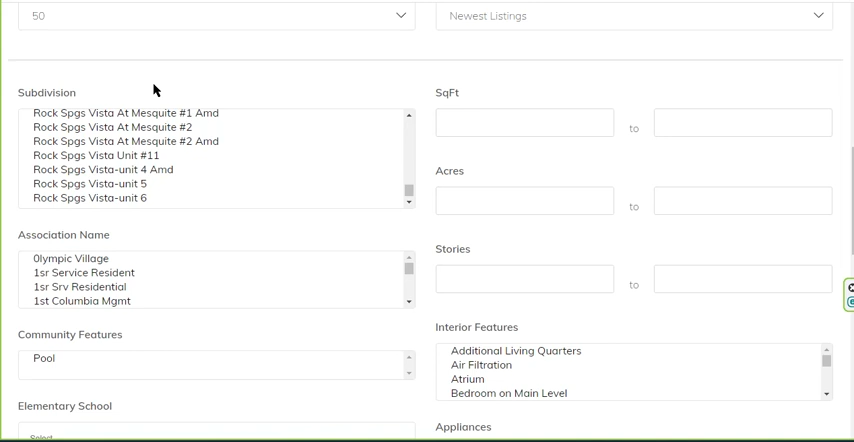 50
Newest Listings
Subdivision
Rock Spgs Vista At Mesquite #1 Amd
Rock Spgs Vista At Mesquite #2
Rock Spgs Vista At Mesquite #2 Amd
Rock Spgs Vista Unit #11
Rock Spgs Vista-unit 4 Amd
Rock Spgs Vista-unit 5
Rock Spgs Vista-unit 6
Association Name
0lympic Village
1sr Service Resident
1sr Srv Residential
1st Columbia Mgmt
Community Features
Pool
Elementary School
Select
SqFt
to
Acres
to
Stories
to
Interior Features
Additional Living Quarters
Air Filtration
Atrium
Bedroom on Main Level
Appliances